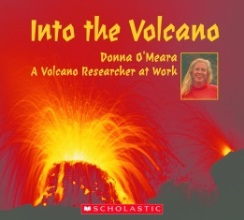 Into the Volcano
Donna O'Meara
A Volcano Researcher at Work
SCHOLASTIC